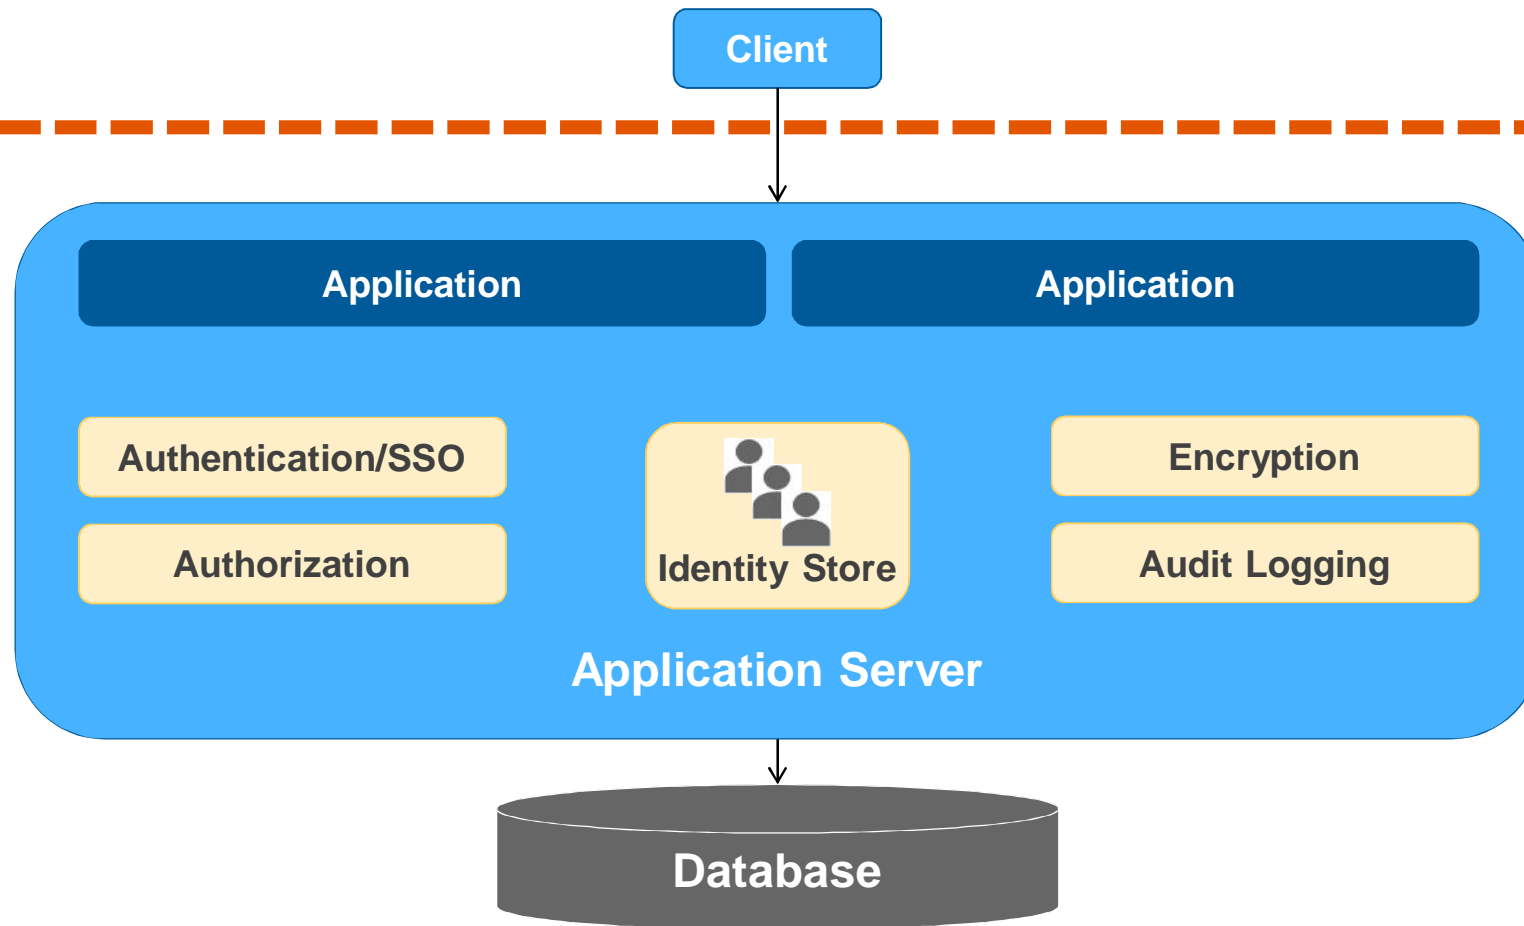 Client
Application
Application
Authentication/SSO
Encryption
Authorization
Identity Store
Audit Logging
Application Server
Database